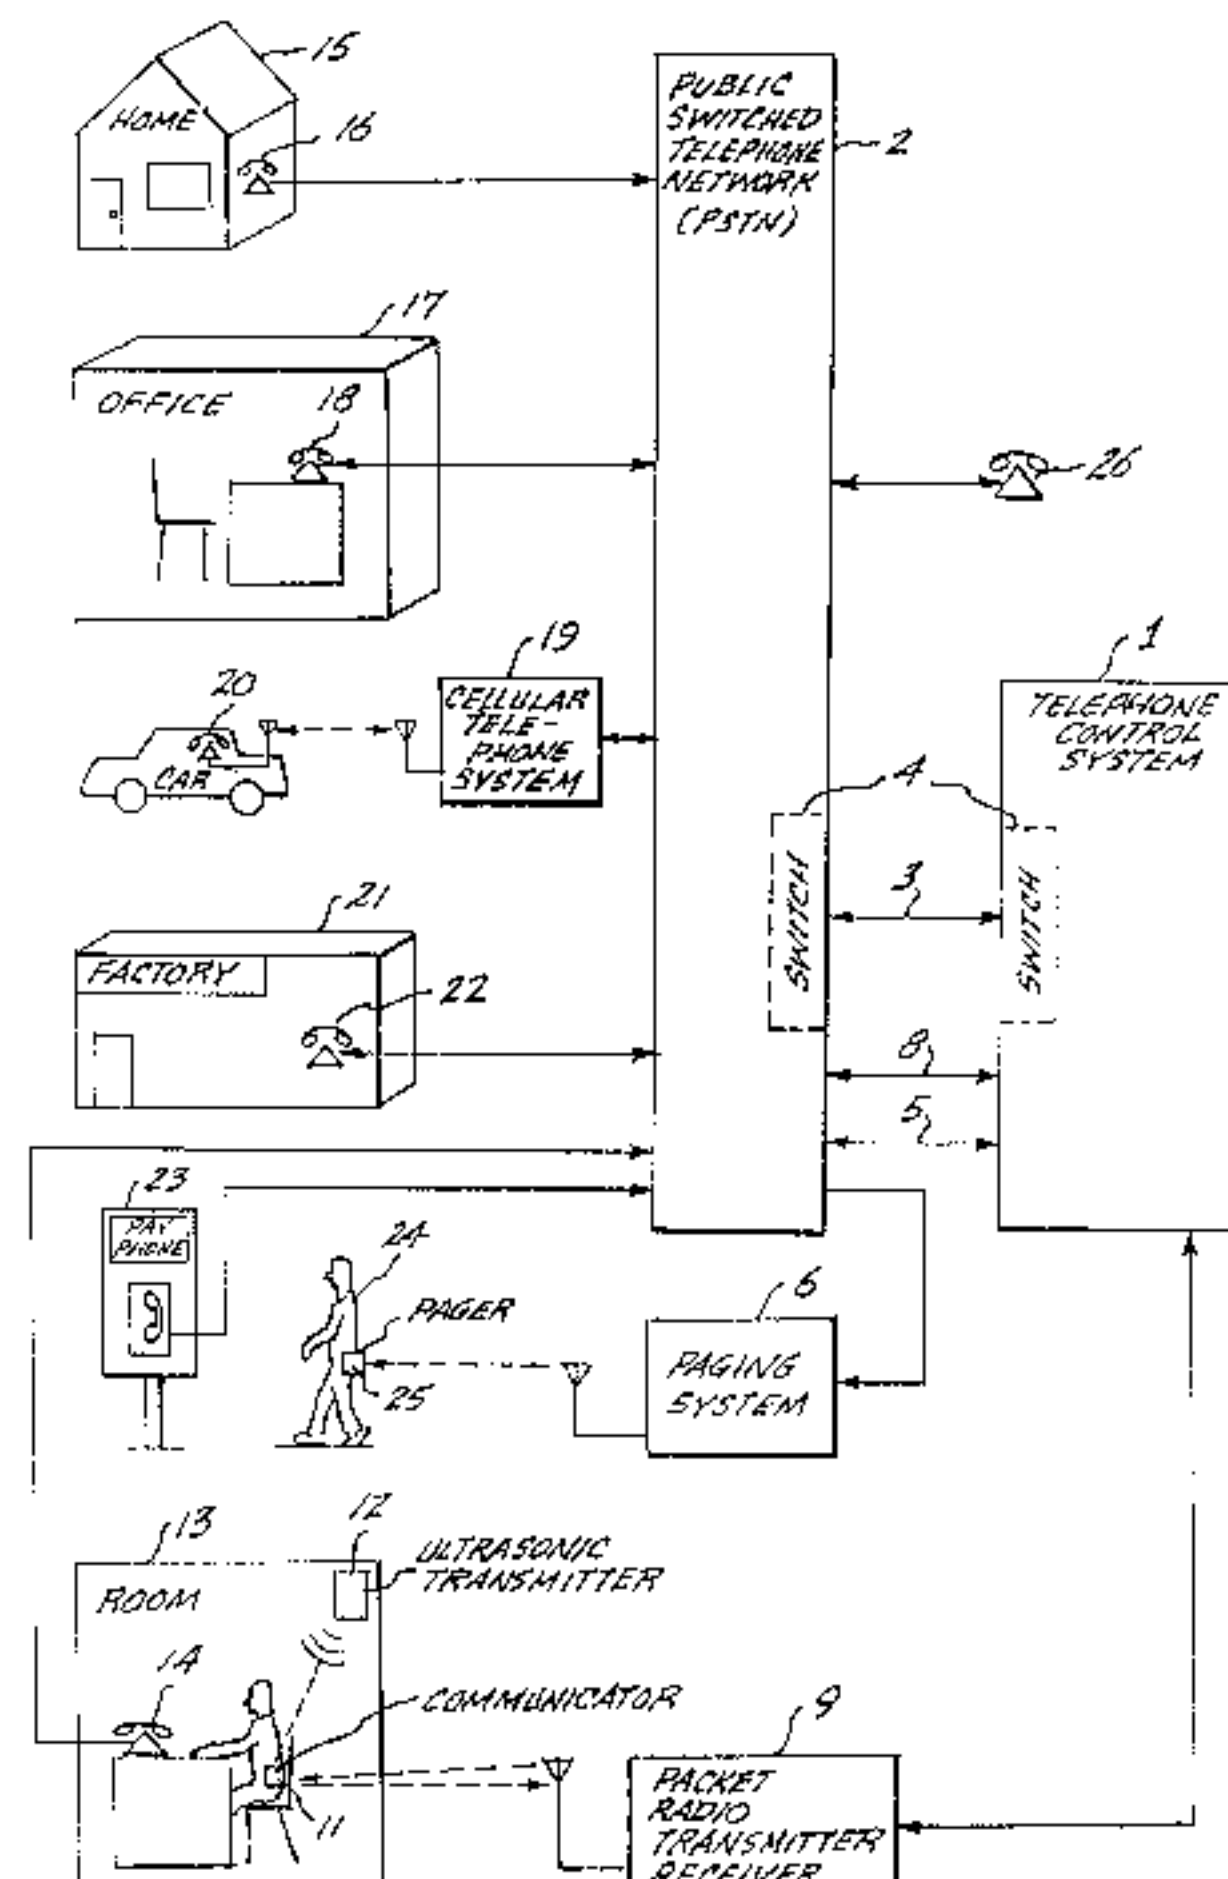 15
HOME
16
PUBLIC
SWITCHED
TELEPHONE
NETWORK
(PSTN)
2
17
OFFICE
18
26
19
20
CELLULAR
TELE-
PHONE
SYSTEM
CAR
1
TELEPHONE
CONTROL
SYSTEM
4
SWITCH
3
SWITCH
21
FACTORY
22
8
5
23
PAY
PHONE
24
PAGER
25
6
PAGING
SYSTEM
13
ROOM
12
ULTRASONIC
TRANSMITTER
14
COMMUNICATOR
11
9
PACKET
RADIO
TRANSMITTER
RECEIVER